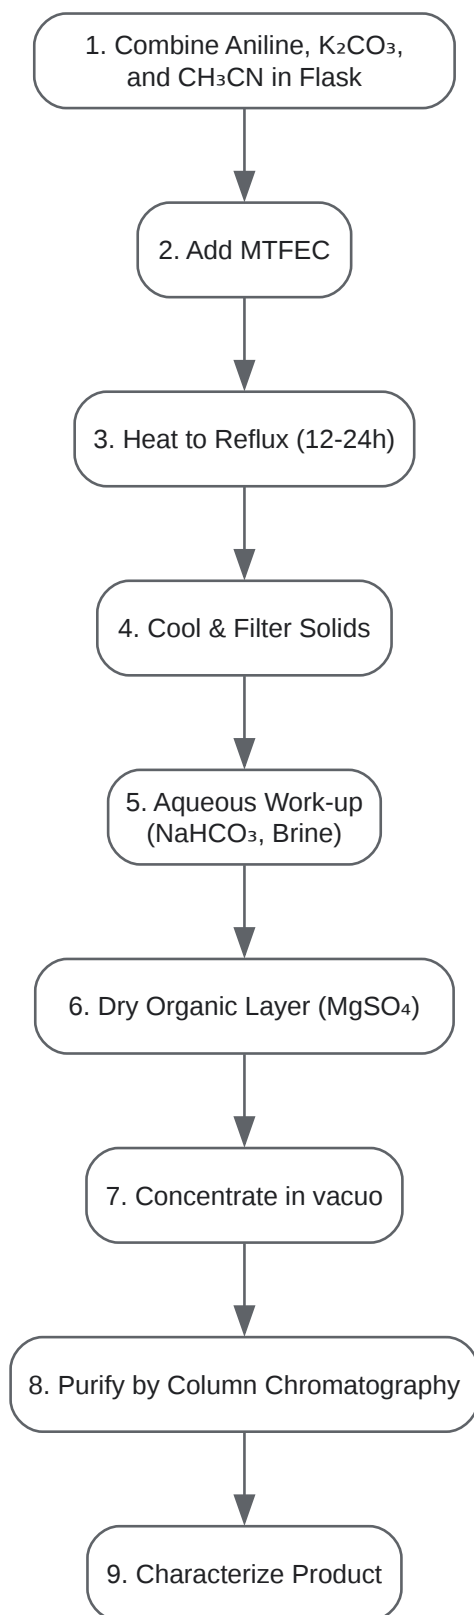 1. Combine Aniline, K₂CO₃,
and CH₃CN in Flask
2. Add MTFEC
3. Heat to Reflux (12-24h)
4. Cool & Filter Solids
5. Aqueous Work-up
(NaHCO₃, Brine)
6. Dry Organic Layer (MgSO₄)
7. Concentrate in vacuo
8. Purify by Column Chromatography
9. Characterize Product